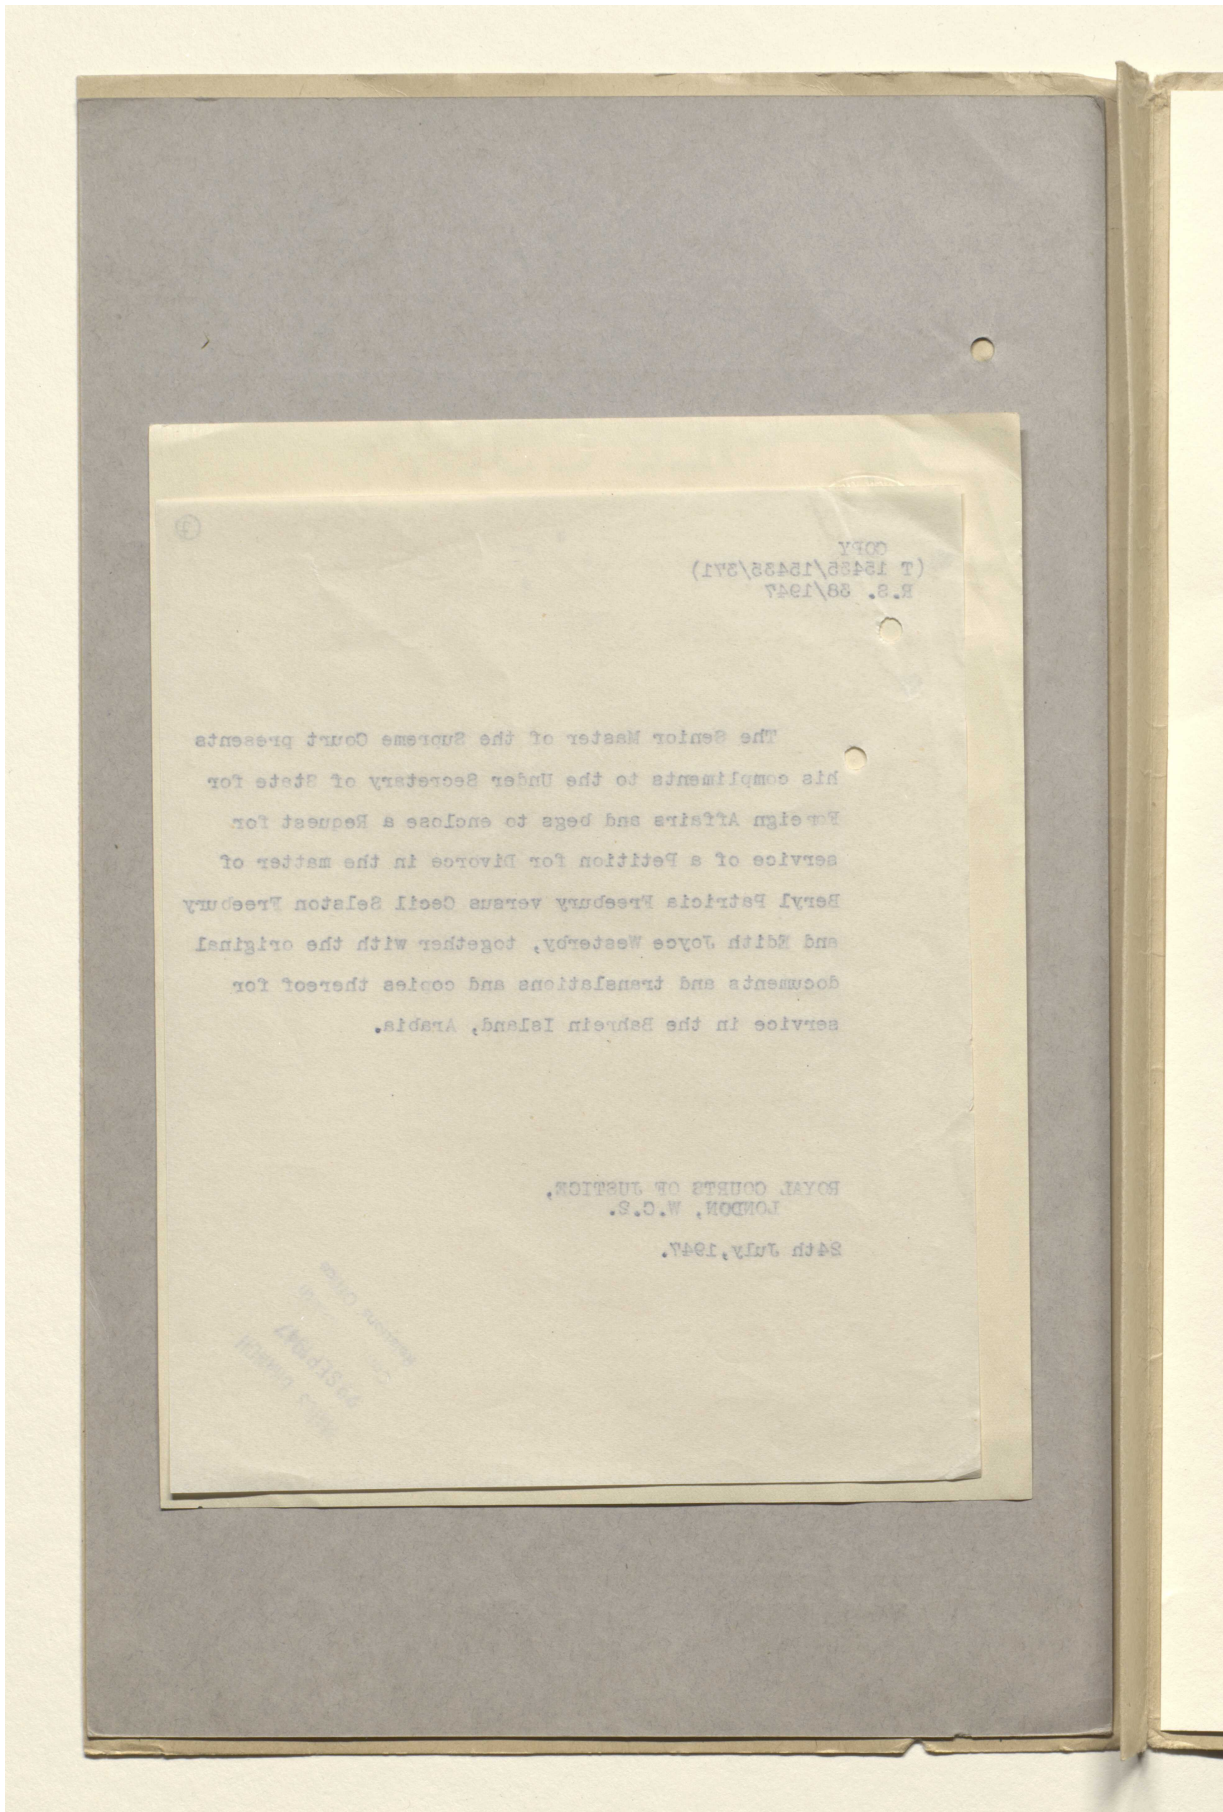 COPY
(T 15435/15435/371)
R.S. 38/1947
The Senior Master of the Supreme Court presents
his compliments to the Under Secretary of State for
Foreign Affairs and begs to enclose a Request for
service of a Petition for Divorce in the matter of
Beryl Patricia Freebury versus Cecil Selston Freebury
and Edith Joyce Westerby, together with the original
documents and translations and copies thereof for
service in the Bahrein Island, Arabia.
ROYAL COURTS OF JUSTICE,
LONDON, W.C.2.
24th July, 1947.